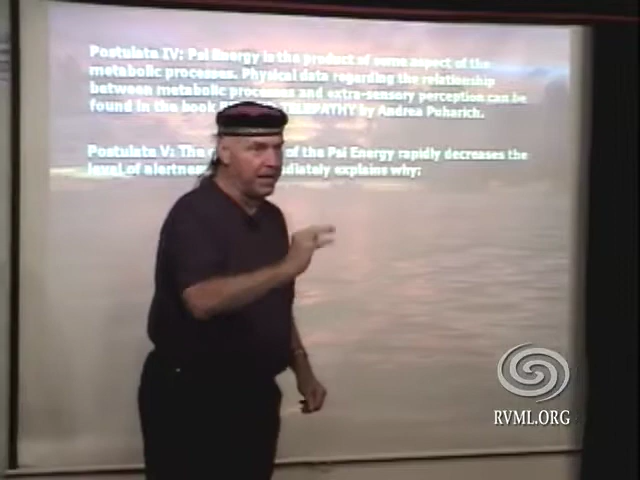 Postulate IV: Psi Energy is the product of some aspect of the
metabolic processes. Physical data regarding the relationship
between metabolic processes and extra-sensory perception can be
found in the book TELEPATHY by Andrea Puharich.
Postulate V: The of the Psi Energy rapidly decreases the
level of explains why:
RVML.ORG